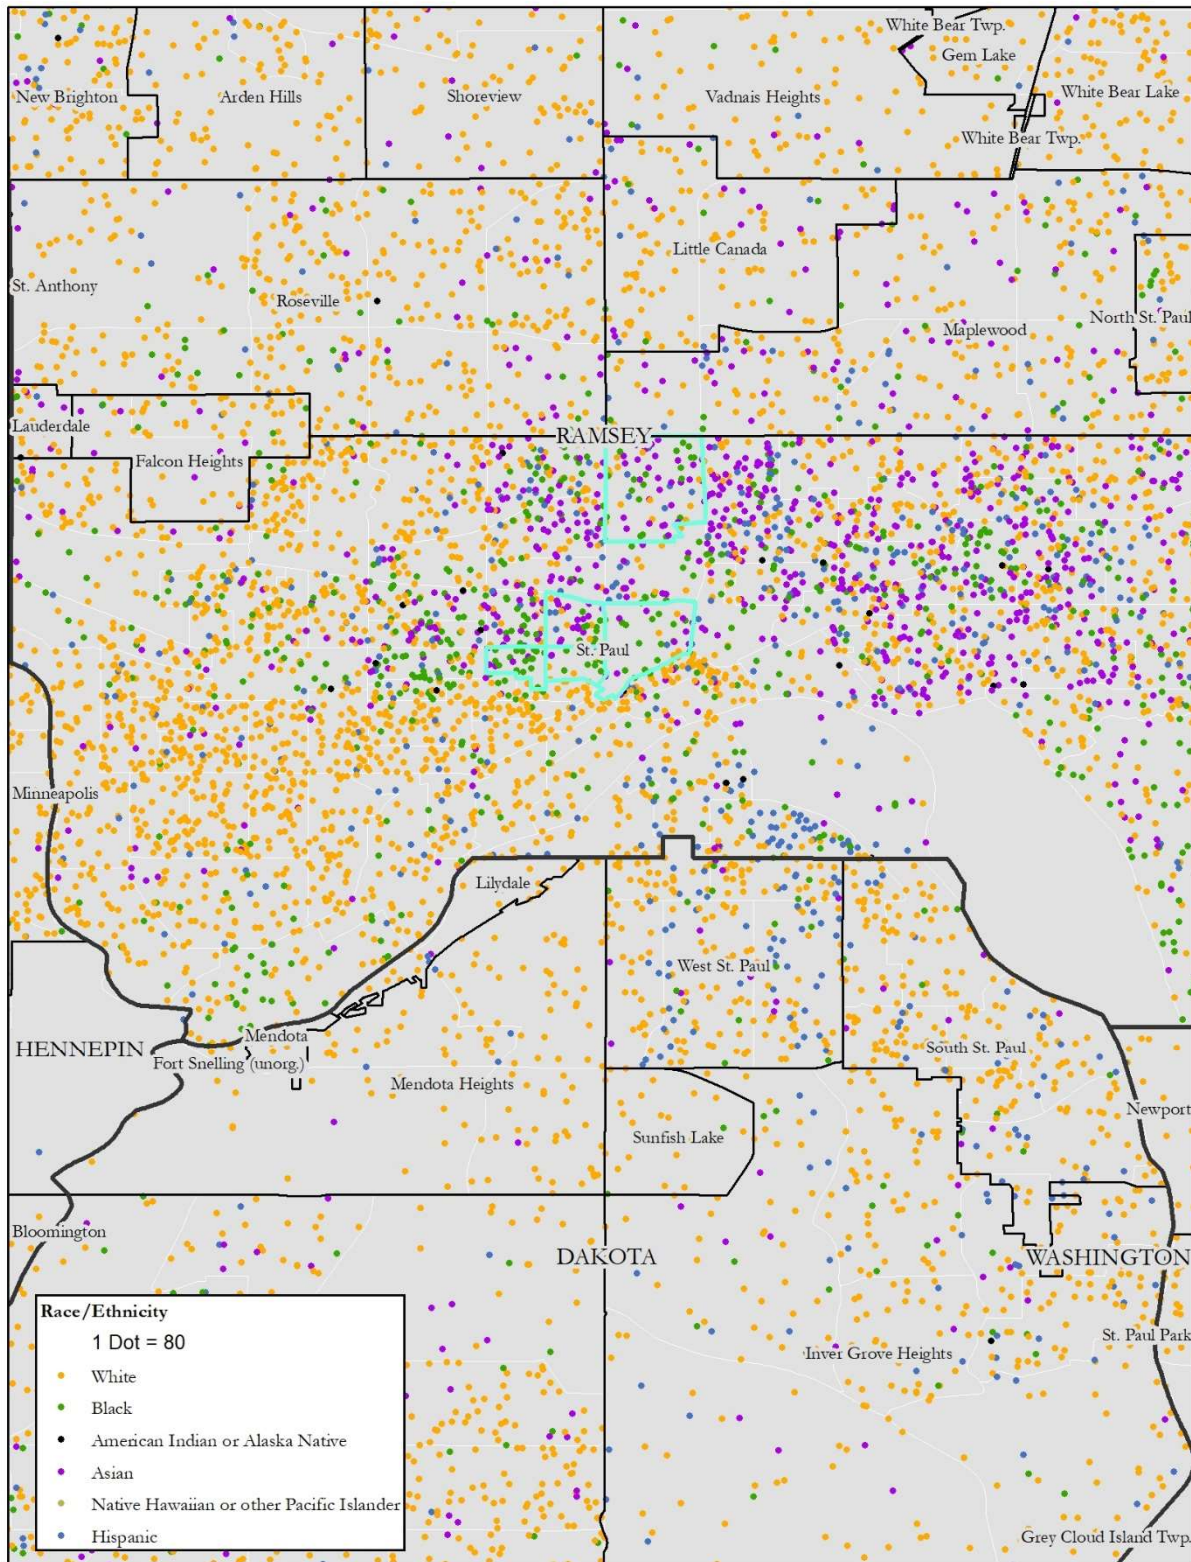 White Bear Twp.
Gem Lake
New Brighton
Arden Hills
Shoreview
Vadnais Heights
White Bear Lake
White Bear Twp.
Little Canada
St. Anthony
Roseville
Maplewood
North St. Paul
Lauderdale
RAMSEY
Falcon Heights
St. Paul
Minneapolis
Lilydale
West St. Paul
HENNEPIN
Mendota
Fort Snelling (unorg.)
Mendota Heights
South St. Paul
Newport
Sunfish Lake
Bloomington
DAKOTA
WASHINGTON
Race/Ethnicity
1 Dot = 80
White
Black
American Indian or Alaska Native
Asian
Native Hawaiian or other Pacific Islander
Hispanic
St. Paul Park
Inver Grove Heights
Grey Cloud Island Twp.